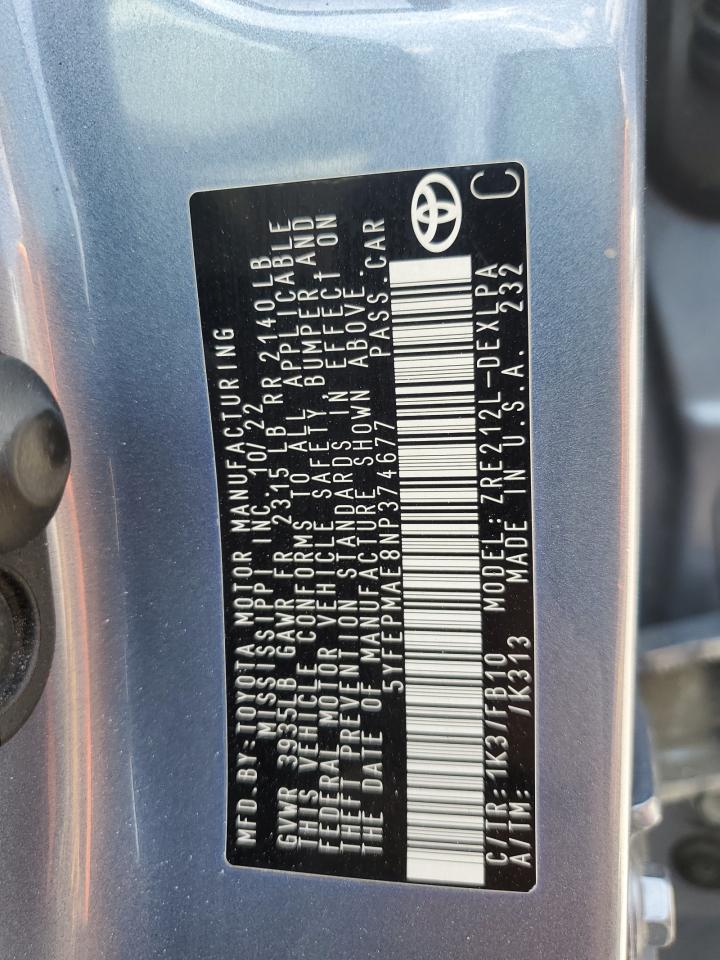 MFD.BY:TOYOTA MOTOR MANUFACTURING
MISSISSIPPI INC. 10/22
GVWR 3935LB GAWR FR 2315 LB RR 2140LB
THIS VEHICLE CONFORMS TO ALL APPLICABLE
FEDERAL MOTOR VEHICLE SAFETY, BUMPER, AND
THEFT PREVENTION STANDARDS IN EFFECT ON
THE DATE OF MANUFACTURE SHOWN ABOVE.
5YFEPMAE8NP374677 PASS.CAR
C/TR:1K3/FB10 MODEL:ZRE212L-DEXLPA
A/TM: /K313 MADE IN U.S.A. 232 C